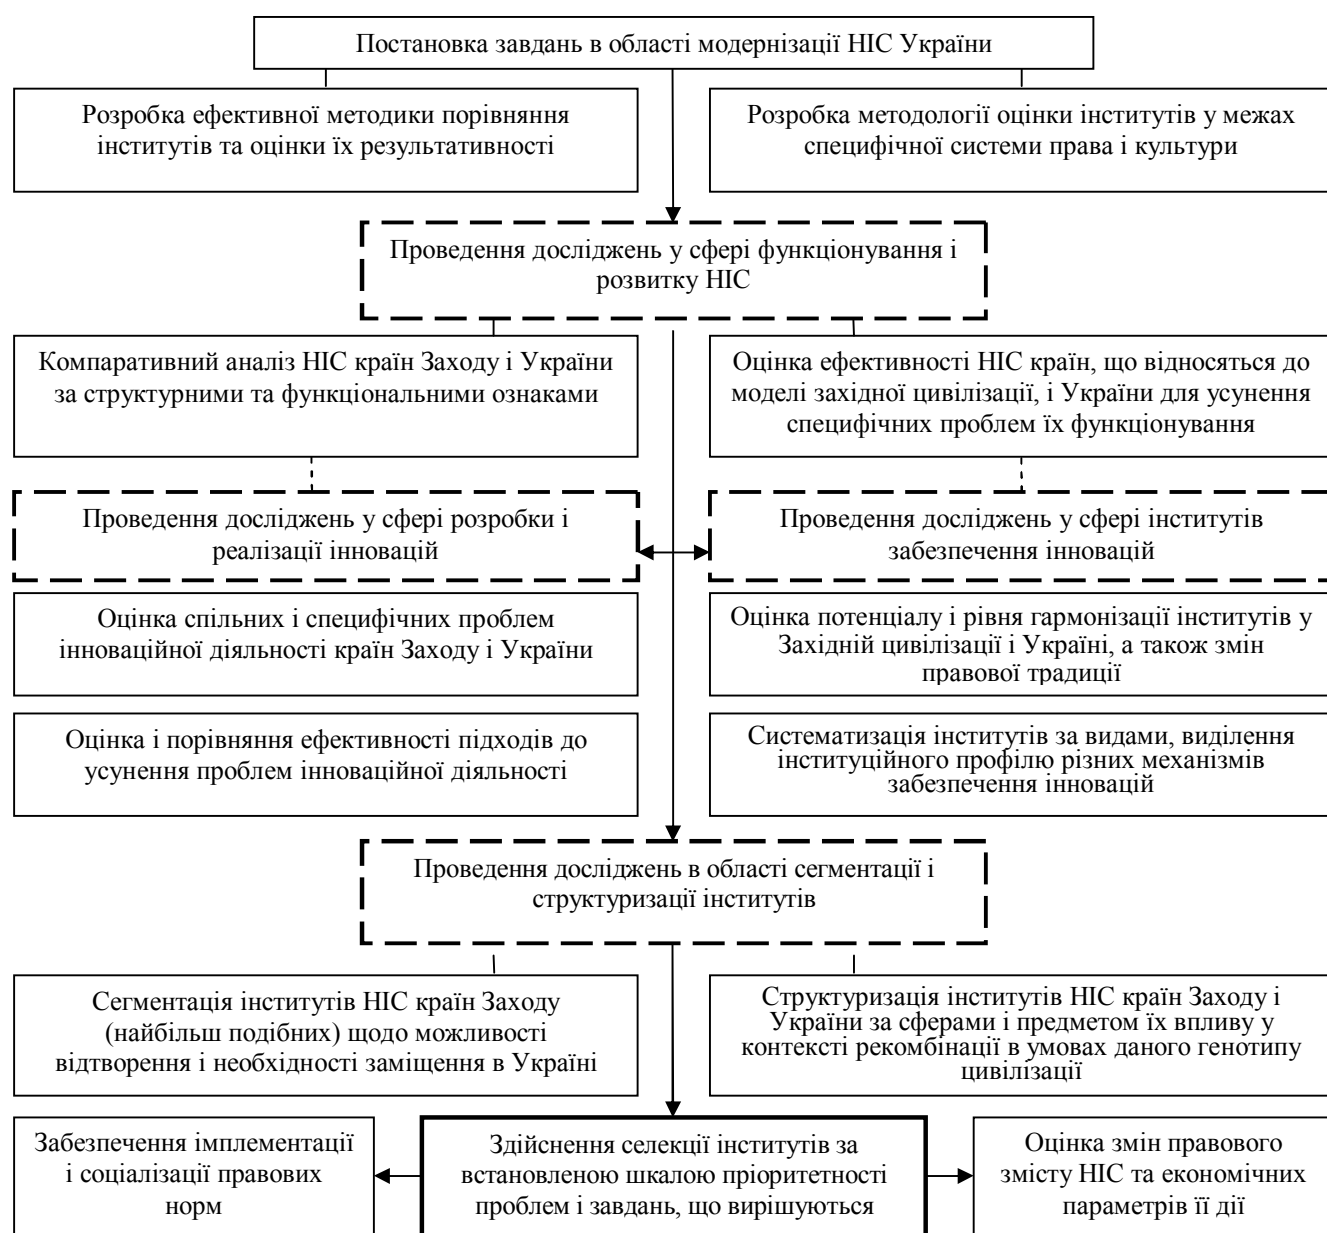 Постановка завдань в області модернізації НІС України
Розробка ефективної методики порівняння
інститутів та оцінки їх результативності
Розробка методології оцінки інститутів у межах
специфічної системи права і культури
Проведення досліджень у сфері функціонування і
розвитку НІС
Компаративний аналіз НІС країн Заходу і України
за структурними та функціональними ознаками
Оцінка ефективності НІС країн, що відносяться до
моделі західної цивілізації, і України для усунення
специфічних проблем їх функціонування
Проведення досліджень у сфері розробки і
реалізації інновацій
Проведення досліджень у сфері інститутів
забезпечення інновацій
Оцінка спільних і специфічних проблем
інноваційної діяльності країн Заходу і України
Оцінка потенціалу і рівня гармонізації інститутів у
Західній цивілізації і Україні, а також змін
правової традиції
Оцінка і порівняння ефективності підходів до
усунення проблем інноваційної діяльності
Систематизація інститутів за видами, виділення
інституційного профілю різних механізмів
забезпечення інновацій
Проведення досліджень в області сегментації і
структуризації інститутів
Сегментація інститутів НІС країн Заходу
(найбільш подібних) щодо можливості
відтворення і необхідності заміщення в Україні
Структуризація інститутів НІС країн Заходу і
України за сферами і предметом їх впливу у
контексті рекомбінації в умовах даного генотипу
цивілізації
Забезпечення імплементації
і соціалізації правових
норм
Здійснення селекції інститутів за
встановленою шкалою пріоритетності
проблем і завдань, що вирішуються
Оцінка змін правового
змісту НІС та економічних
параметрів її дії